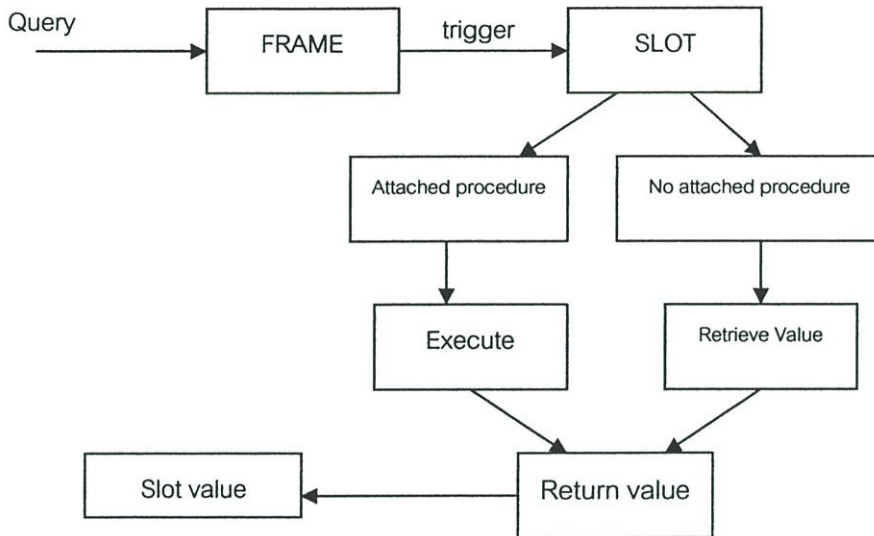 Query
FRAME
trigger
SLOT
Attached procedure
No attached procedure
Execute
Retrieve Value
Slot value
Return value